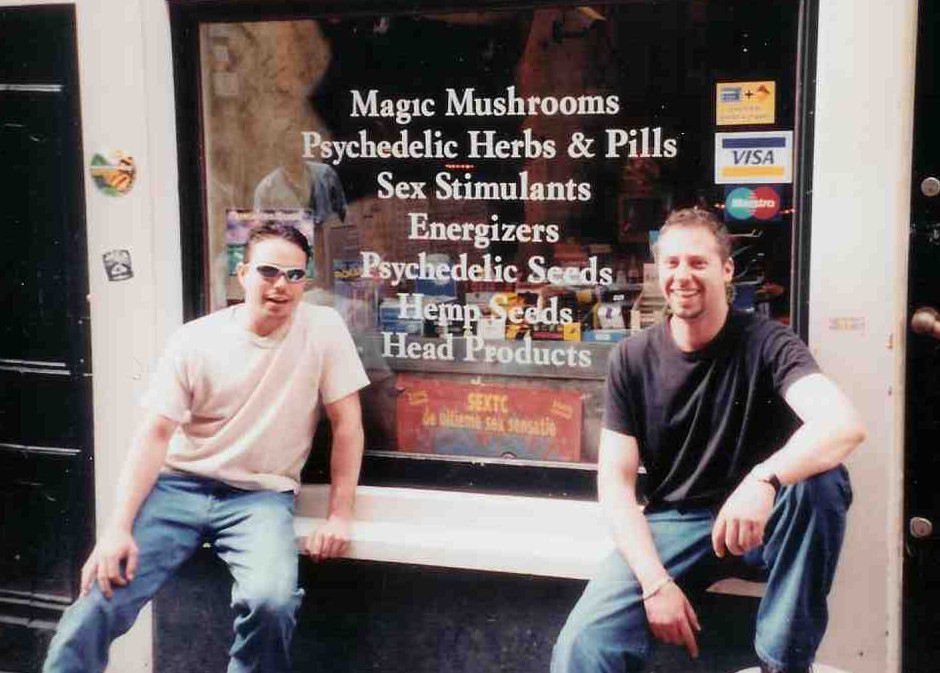 Magic Mushrooms
Psychedelic Herbs & Pills
Sex Stimulants
Energizers
Psychedelic Seeds
Hemp Seeds
Head Products
VISA
Maestro
SEXTC
de ultieme sex sensatie